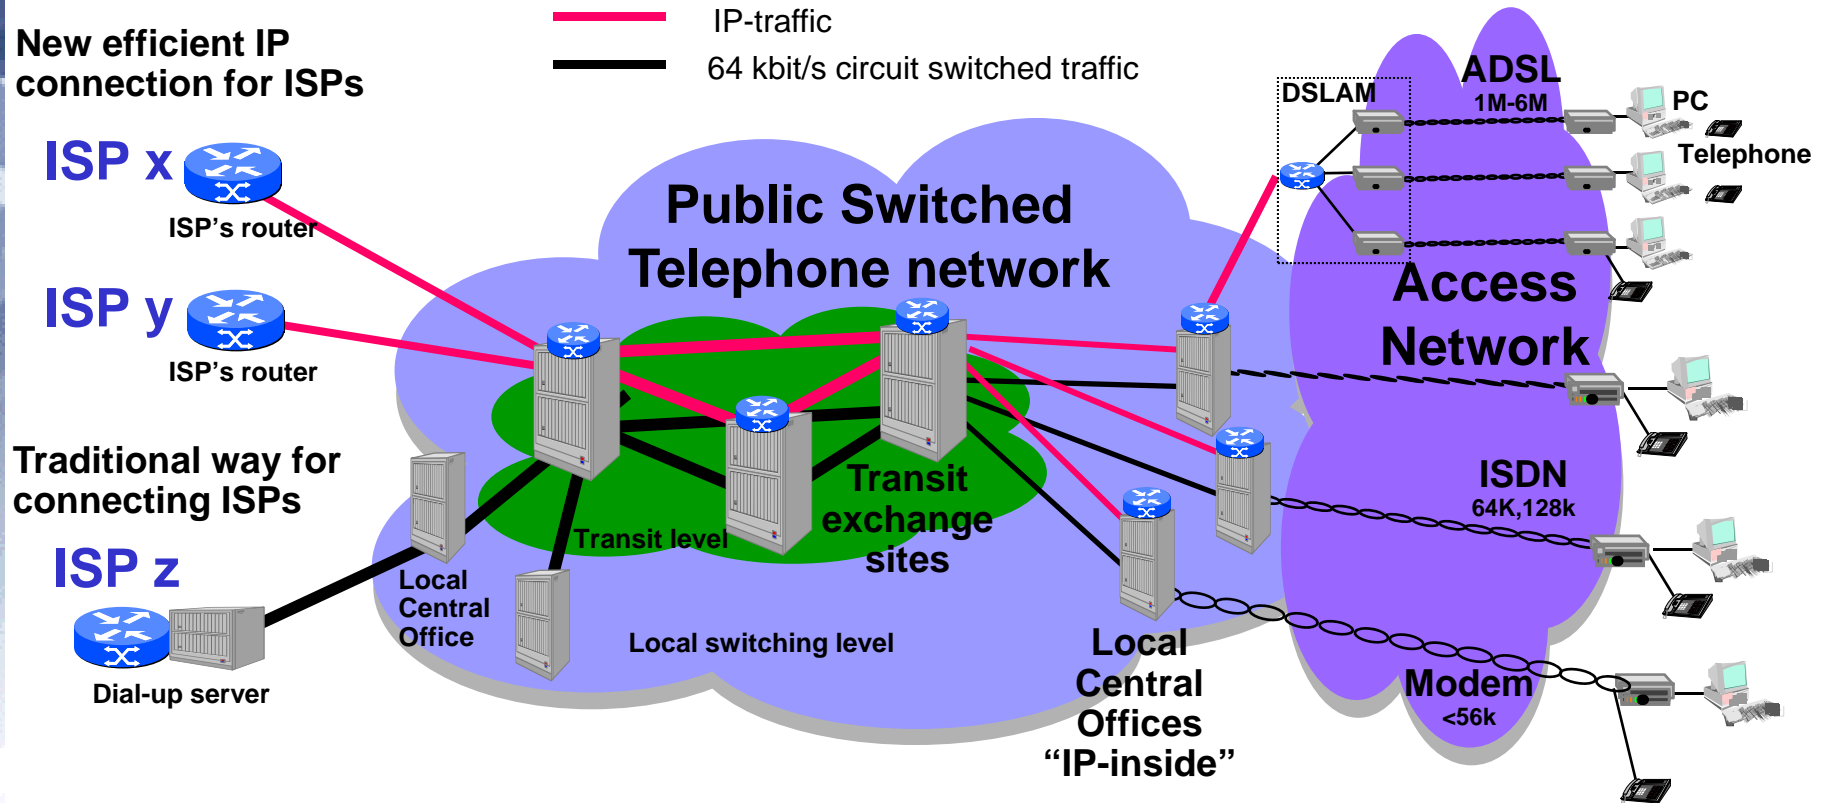 New efficient IP
connection for ISPs
IP-traffic
64 kbit/s circuit switched traffic
ISP x
ISP's router
ISP y
ISP's router
Traditional way for
connecting ISPs
ISP z
Dial-up server
Public Switched
Telephone network
Transit
exchange
sites
Transit level
Local
Central
Office
Local switching level
Local
Central
Offices
“IP-inside”
DSLAM
ADSL
1M-6M
PC
Telephone
Access
Network
ISDN
64K,128k
Modem
<56k